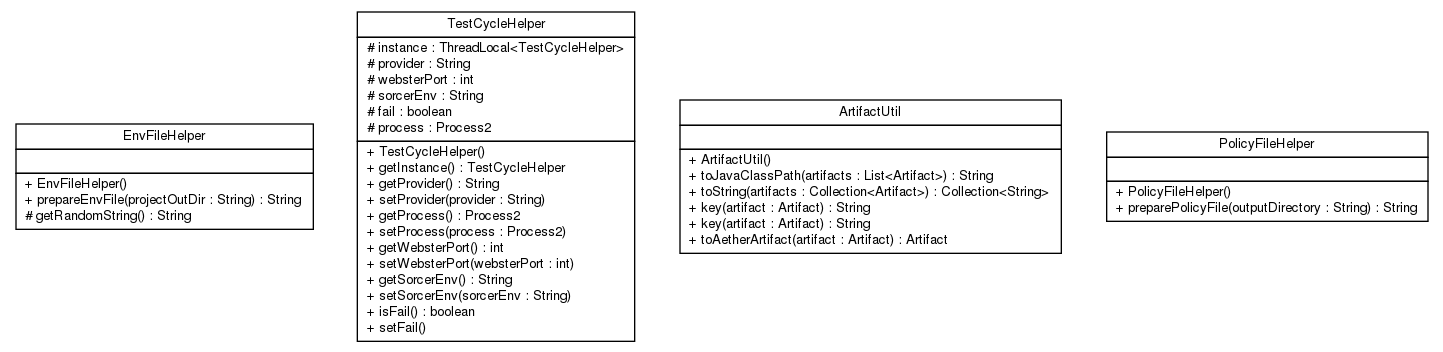 EnvFileHelper
+ EnvFileHelper()
+ prepareEnvFile(projectOutDir : String) : String
# getRandomString() : String
TestCycleHelper
# instance : ThreadLocal<TestCycleHelper>
# provider : String
# websterPort : int
# sorcerEnv : String
# fail : boolean
# process : Process2
+ TestCycleHelper()
+ getInstance() : TestCycleHelper
+ getProvider() : String
+ setProvider(provider : String)
+ getProcess() : Process2
+ setProcess(process : Process2)
+ getWebsterPort() : int
+ setWebsterPort(websterPort : int)
+ getSorcerEnv() : String
+ setSorcerEnv(sorcerEnv : String)
+ isFail() : boolean
+ setFail()
ArtifactUtil
+ ArtifactUtil()
+ toJavaClassPath(artifacts : List<Artifact>) : String
+ toString(artifacts : Collection<Artifact>) : Collection<String>
+ key(artifact : Artifact) : String
+ key(artifact : Artifact) : String
+ toAetherArtifact(artifact : Artifact) : Artifact
PolicyFileHelper
+ PolicyFileHelper()
+ preparePolicyFile(outputDirectory : String) : String